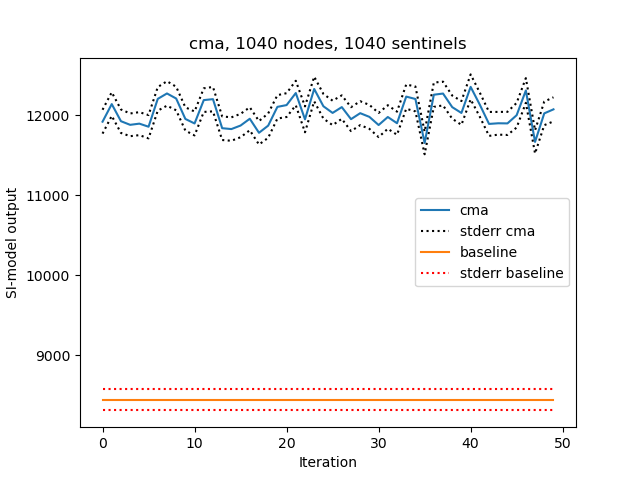 cma, 1040 nodes, 1040 sentinels
SI-model output
12000
11000
10000
9000
cma
stderr cma
baseline
stderr baseline
0 10 20 30 40 50
Iteration